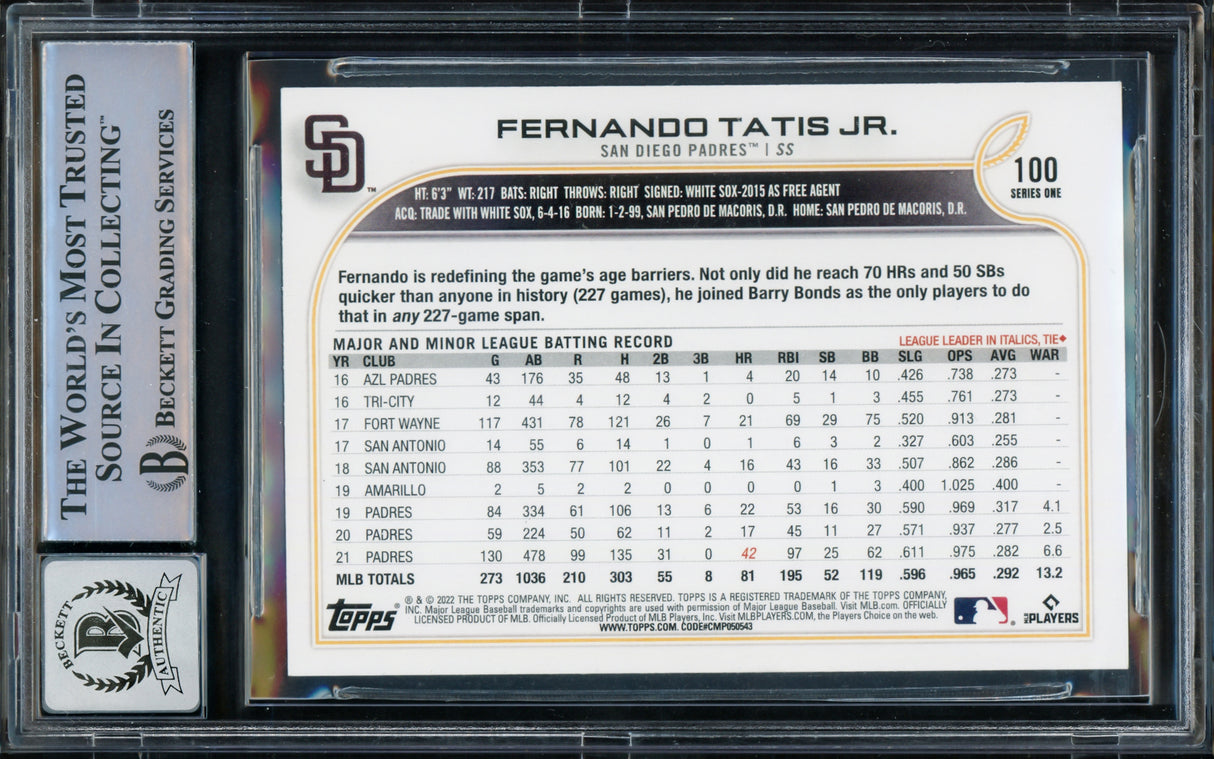 THE WORLD'S MOST TRUSTED
SOURCE IN COLLECTING™
BECKETT GRADING SERVICES
B
BECKETT
AUTHENTIC
SD™
FERNANDO TATIS JR.
SAN DIEGO PADRES™ | SS
100
SERIES ONE
HT: 6'3" WT: 217 BATS: RIGHT THROWS: RIGHT SIGNED: WHITE SOX-2015 AS FREE AGENT
ACQ: TRADE WITH WHITE SOX, 6-4-16 BORN: 1-2-99, SAN PEDRO DE MACORIS, D.R. HOME: SAN PEDRO DE MACORIS, D.R.
Fernando is redefining the game's age barriers. Not only did he reach 70 HRs and 50 SBs
quicker than anyone in history (227 games), he joined Barry Bonds as the only players to do
that in any 227-game span.
MAJOR AND MINOR LEAGUE BATTING RECORD LEAGUE LEADER IN ITALICS, TIE♦
YR CLUB G AB R H 2B 3B HR RBI SB BB SLG OPS AVG WAR
16 AZL PADRES 43 176 35 48 13 1 4 20 14 10 .426 .738 .273 -
16 TRI-CITY 12 44 4 12 4 2 0 5 1 3 .455 .761 .273 -
17 FORT WAYNE 117 431 78 121 26 7 21 69 29 75 .520 .913 .281 -
17 SAN ANTONIO 14 55 6 14 1 0 1 6 3 2 .327 .603 .255 -
18 SAN ANTONIO 88 353 77 101 22 4 16 43 16 33 .507 .862 .286 -
19 AMARILLO 2 5 2 2 0 0 0 0 1 3 .400 1.025 .400 -
19 PADRES 84 334 61 106 13 6 22 53 16 30 .590 .969 .317 4.1
20 PADRES 59 224 50 62 11 2 17 45 11 27 .571 .937 .277 2.5
21 PADRES 130 478 99 135 31 0 42 97 25 62 .611 .975 .282 6.6
MLB TOTALS 273 1036 210 303 55 8 81 195 52 119 .596 .965 .292 13.2
Topps®
® & © 2022 THE TOPPS COMPANY, INC. ALL RIGHTS RESERVED. TOPPS IS A REGISTERED TRADEMARK OF THE TOPPS COMPANY,
INC. Major League Baseball trademarks and copyrights are used with permission of Major League Baseball. Visit MLB.com. OFFICIALLY
LICENSED PRODUCT OF MLB. Officially Licensed Product of MLB Players, Inc. Visit MLBPLAYERS.COM, the Players Choice on the web.
WWW.TOPPS.COM. CODE#CMP050543
MLB PLAYERS